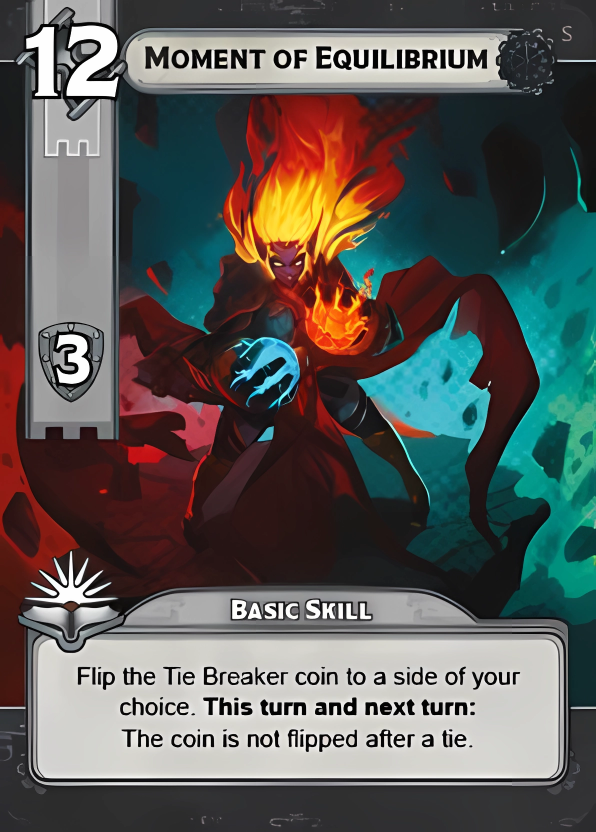 12
MOMENT OF EQUILIBRIUM
S
3
BASIC SKILL
Flip the Tie Breaker coin to a side of your
choice. This turn and next turn:
The coin is not flipped after a tie.